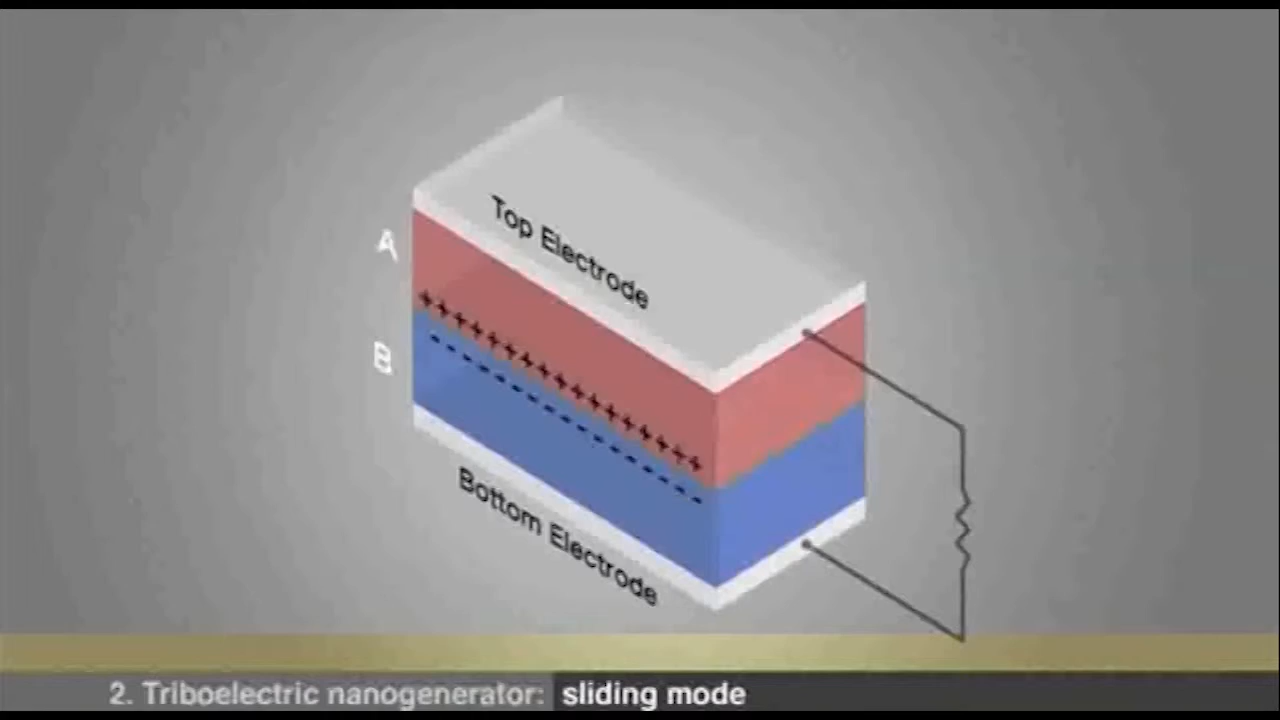 Top Electrode
A
B
Bottom Electrode
2. Triboelectric nanogenerator: sliding mode